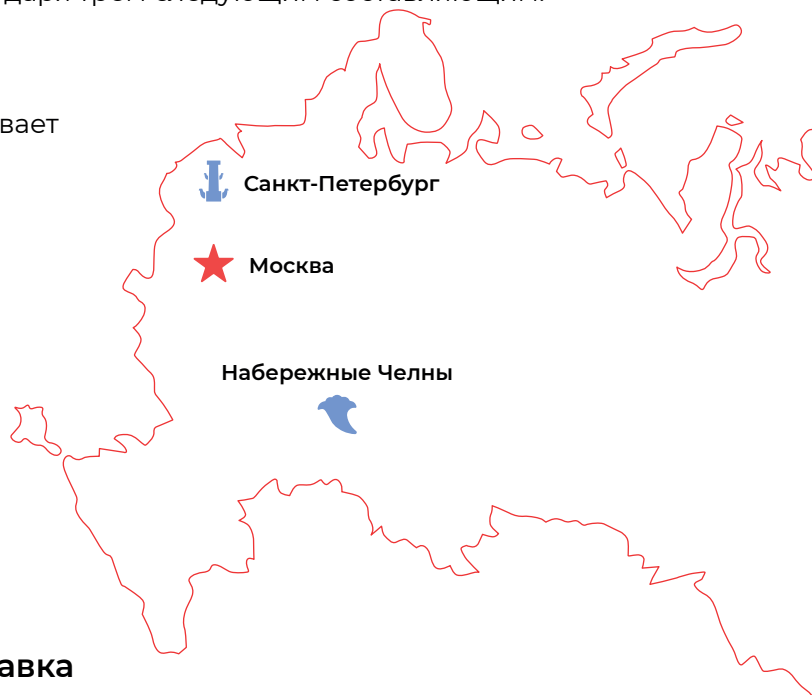 вает
Санкт-Петербург
Москва
Набережные Челны
авка